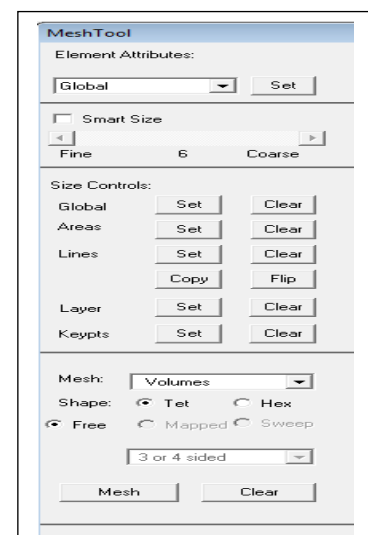 MeshTool
Element Attributes:
Global Set
Smart Size
Fine 6 Coarse
Size Controls:
Global Set Clear
Areas Set Clear
Lines Set Clear
Copy Flip
Layer Set Clear
Keypts Set Clear
Mesh: Volumes
Shape: Tet Hex
Free Mapped Sweep
3 or 4 sided
Mesh Clear